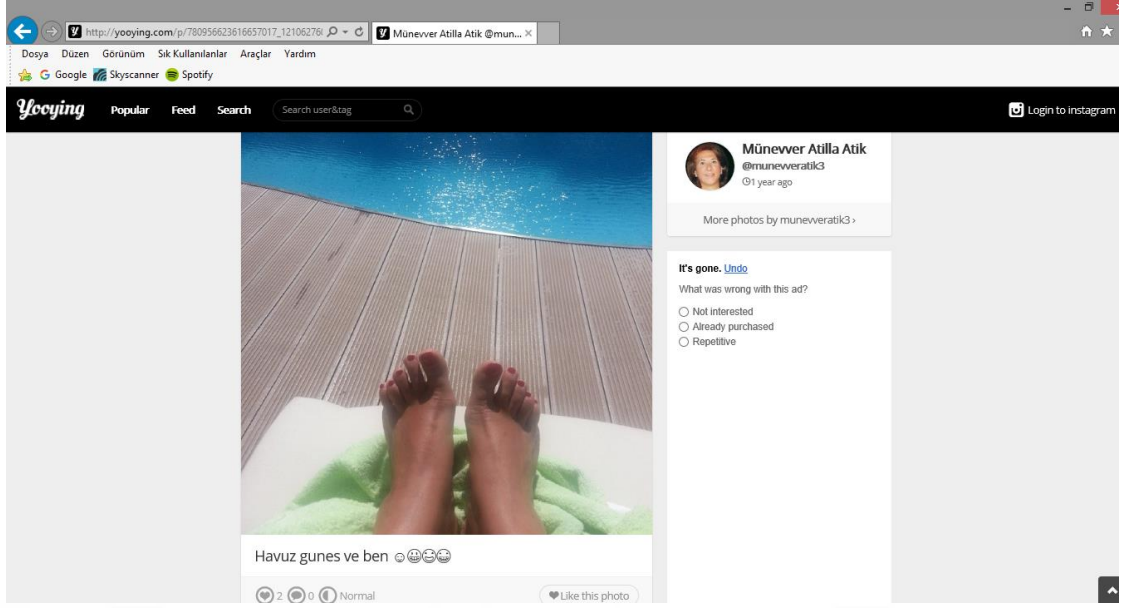 http://yooying.com/p/780956623616657017_12106276
Münevver Atilla Atik @mun...
Dosya Düzen Görünüm Sık Kullanılanlar Araçlar Yardım
Google Skyscanner Spotify
Yooying Popular Feed Search Search user&tag Login to instagram
Münevver Atilla Atik
@munevveratik3
1 year ago
More photos by munevveratik3 ›
It's gone. Undo
What was wrong with this ad?
Not interested
Already purchased
Repetitive
Havuz gunes ve ben ☺😀😄😃
2 0 Normal Like this photo